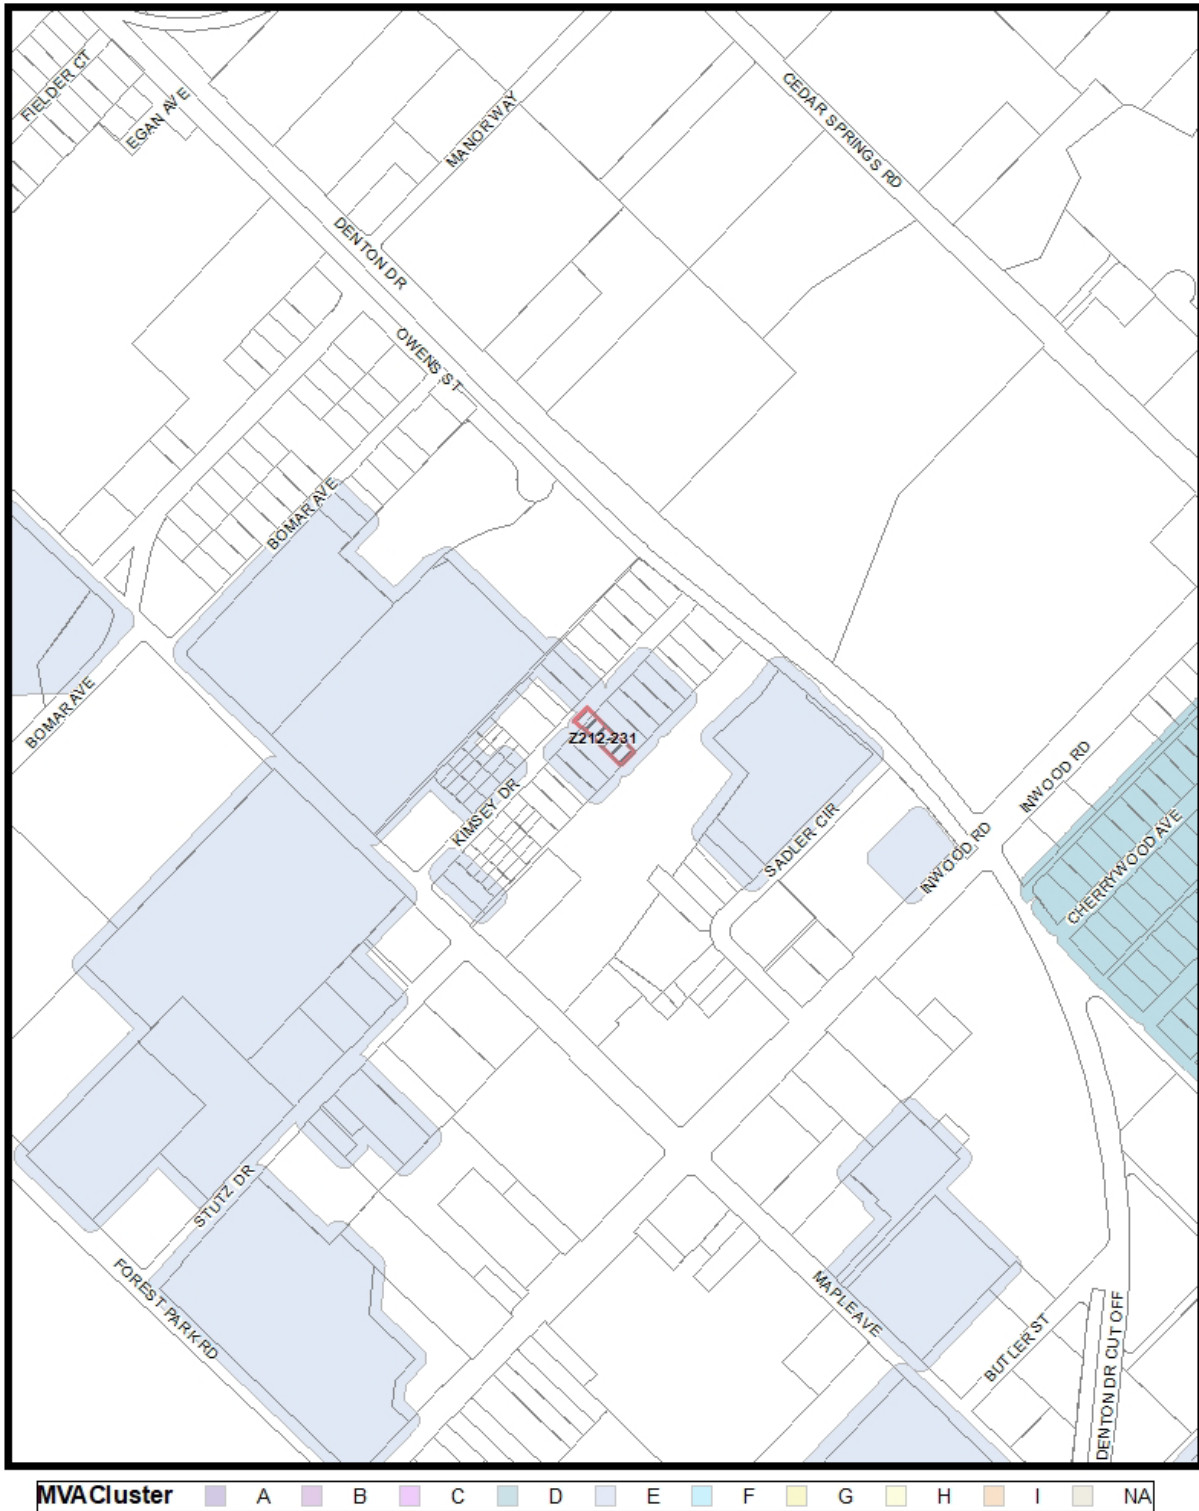 FIELDER CT
EGAN AVE
MANOR WAY
CEDAR SPRINGS RD
DENTON DR
OWENS ST
BOMAR AVE
BOMAR AVE
Z212-231
KIMSEY DR
SADLER CIR
INWOOD RD
INWOOD RD
CHERRYWOOD AVE
STUTZ DR
FOREST PARK RD
MAPLE AVE
BUTLER ST
DENTON DR CUT OFF
MVA Cluster A B C D E F G H I NA